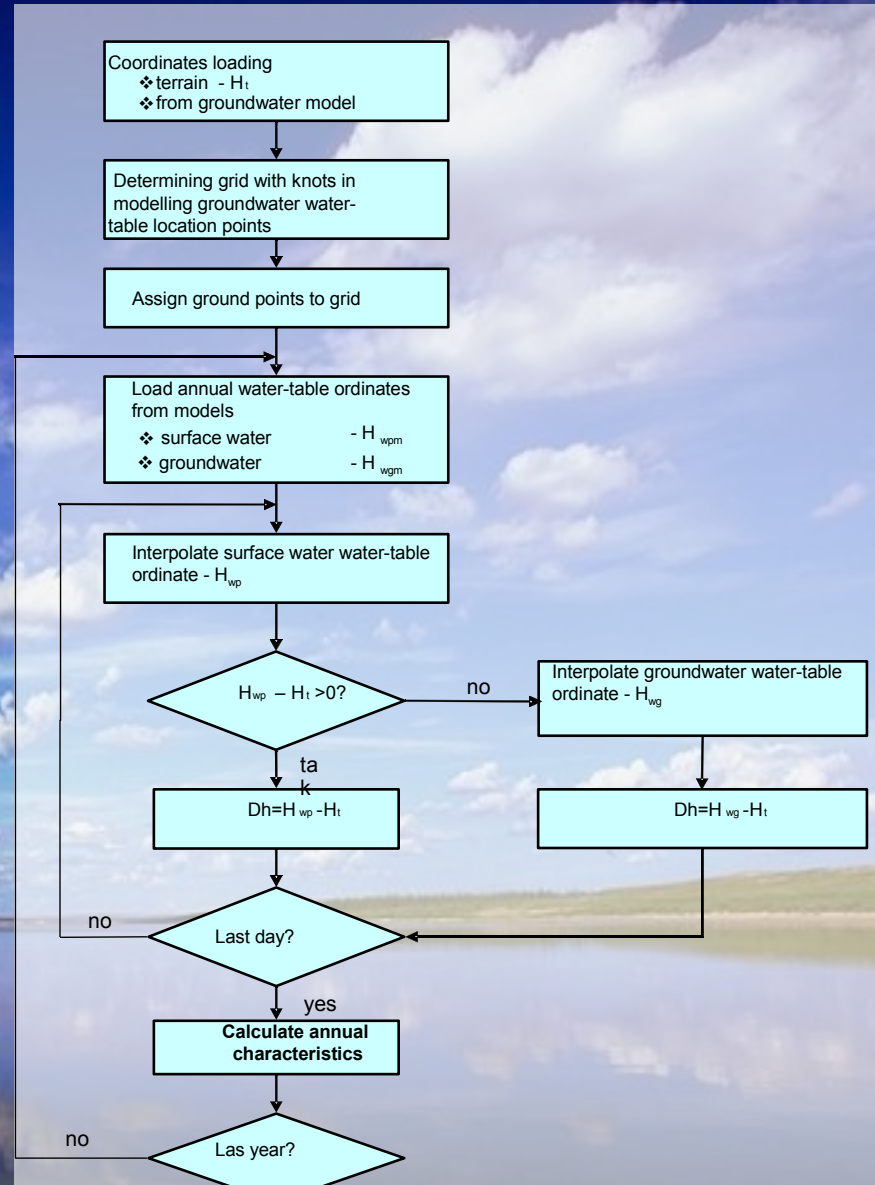 Coordinates loading
❖terrain - Ht
❖from groundwater model
Determining grid with knots in
modelling groundwater water-
table location points
Assign ground points to grid
Load annual water-table ordinates
from models
❖ surface water - H wpm
❖ groundwater - H wgm
Interpolate surface water water-table
ordinate - Hwp
Hwp – Ht >0?
no
Interpolate groundwater water-table
ordinate - Hwg
ta
k
Dh=H wp -Ht
Dh=H wg -Ht
no
Last day?
yes
Calculate annual
characteristics
no
Las year?